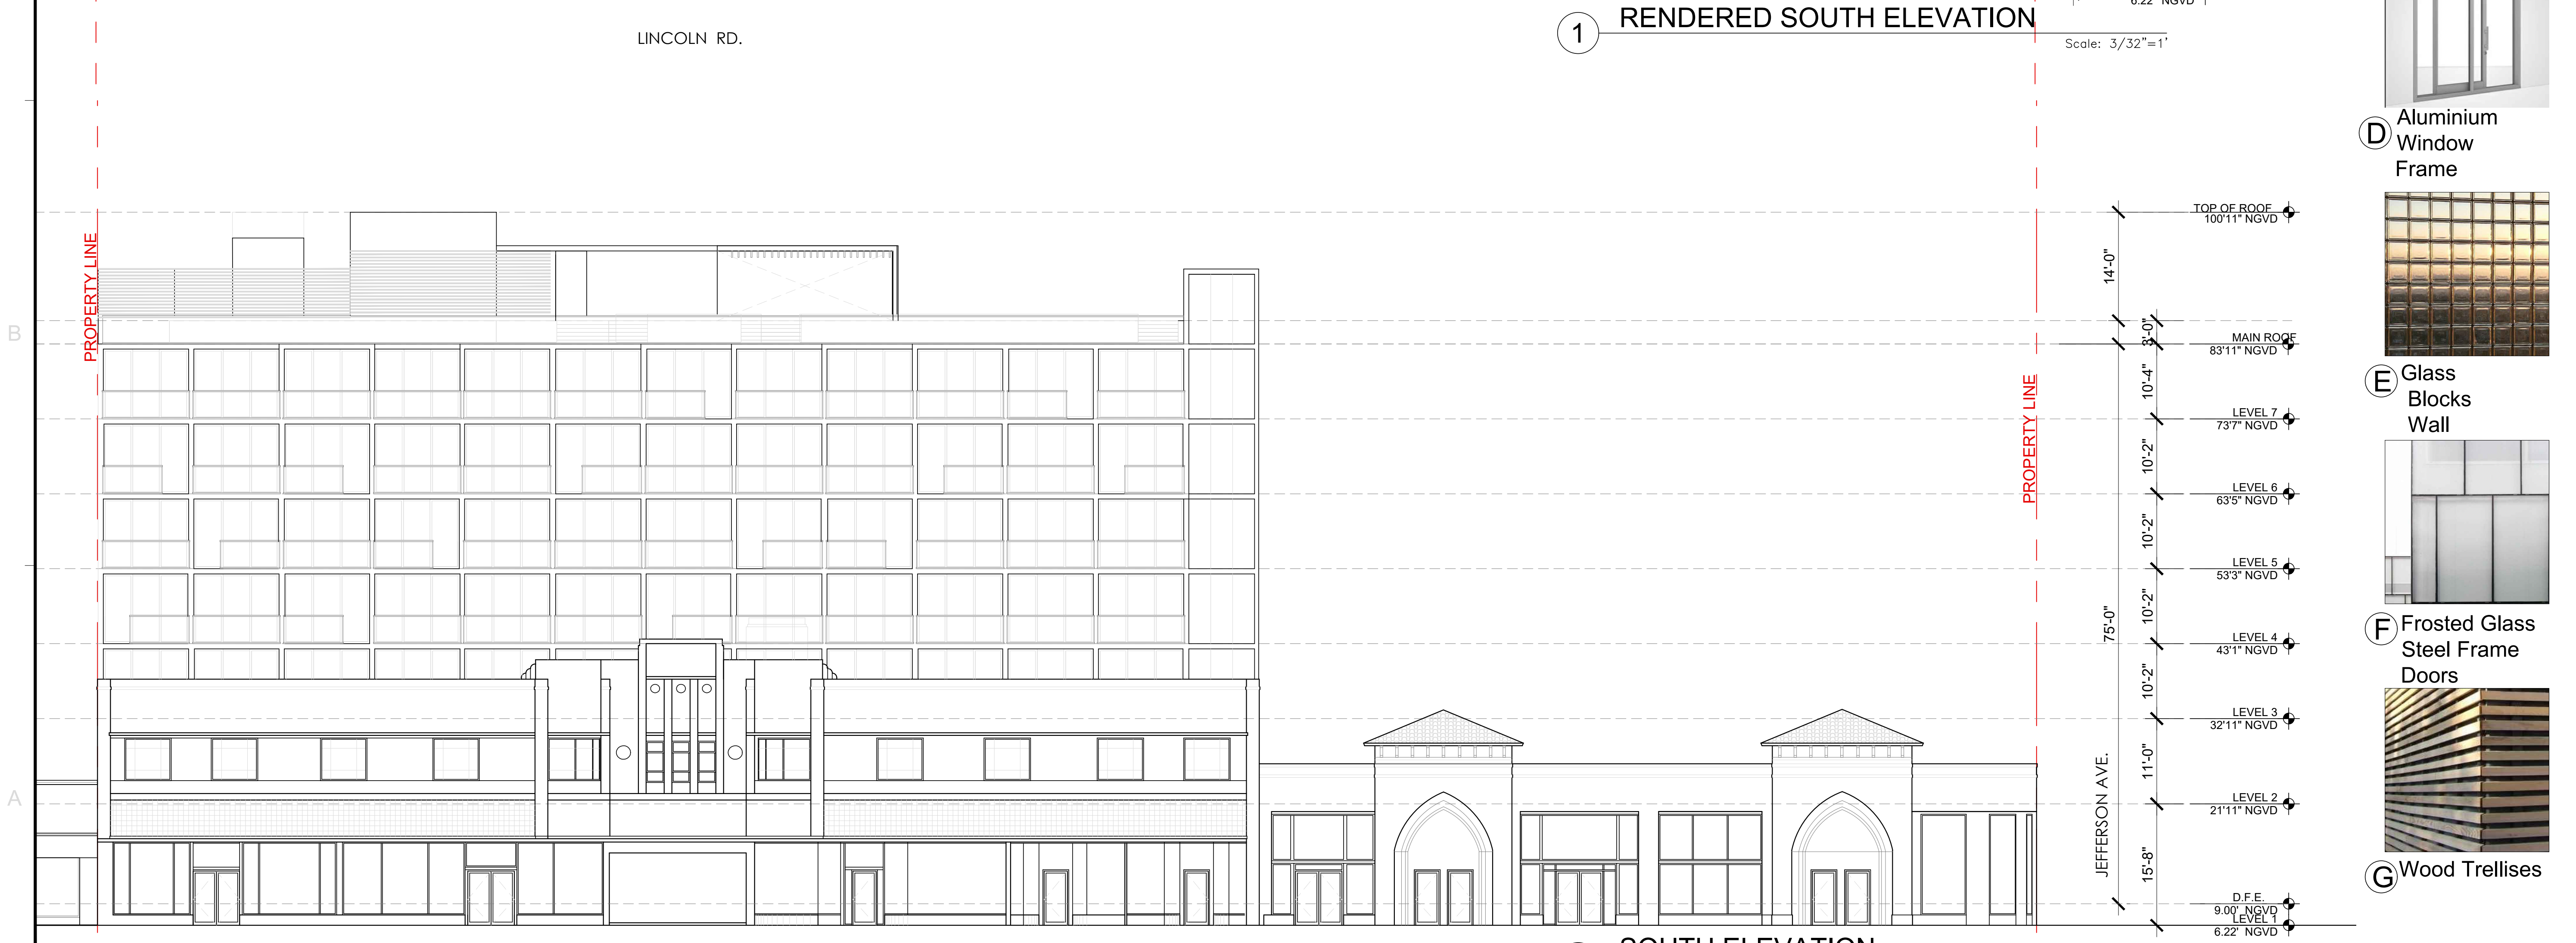 6.22' NGVD
RENDERED SOUTH ELEVATION
1
Scale: 3/32"=1'
LINCOLN RD.
D
Aluminium
Window
Frame
PROPERTY LINE
PROPERTY LINE
B
A
TOP OF ROOF
100'11" NGVD
14'-0"
3'-0"
MAIN ROOF
83'11" NGVD
10'-4"
LEVEL 7
73'7" NGVD
10'-2"
LEVEL 6
63'5" NGVD
10'-2"
LEVEL 5
53'3" NGVD
10'-2"
75'-0"
LEVEL 4
43'1" NGVD
10'-2"
LEVEL 3
32'11" NGVD
11'-0"
JEFFERSON AVE.
LEVEL 2
21'11" NGVD
15'-8"
D.F.E.
9.00' NGVD
LEVEL 1
6.22' NGVD
E
Glass
Blocks
Wall
F
Frosted Glass
Steel Frame
Doors
G
Wood Trellises
SOUTH ELEVATION